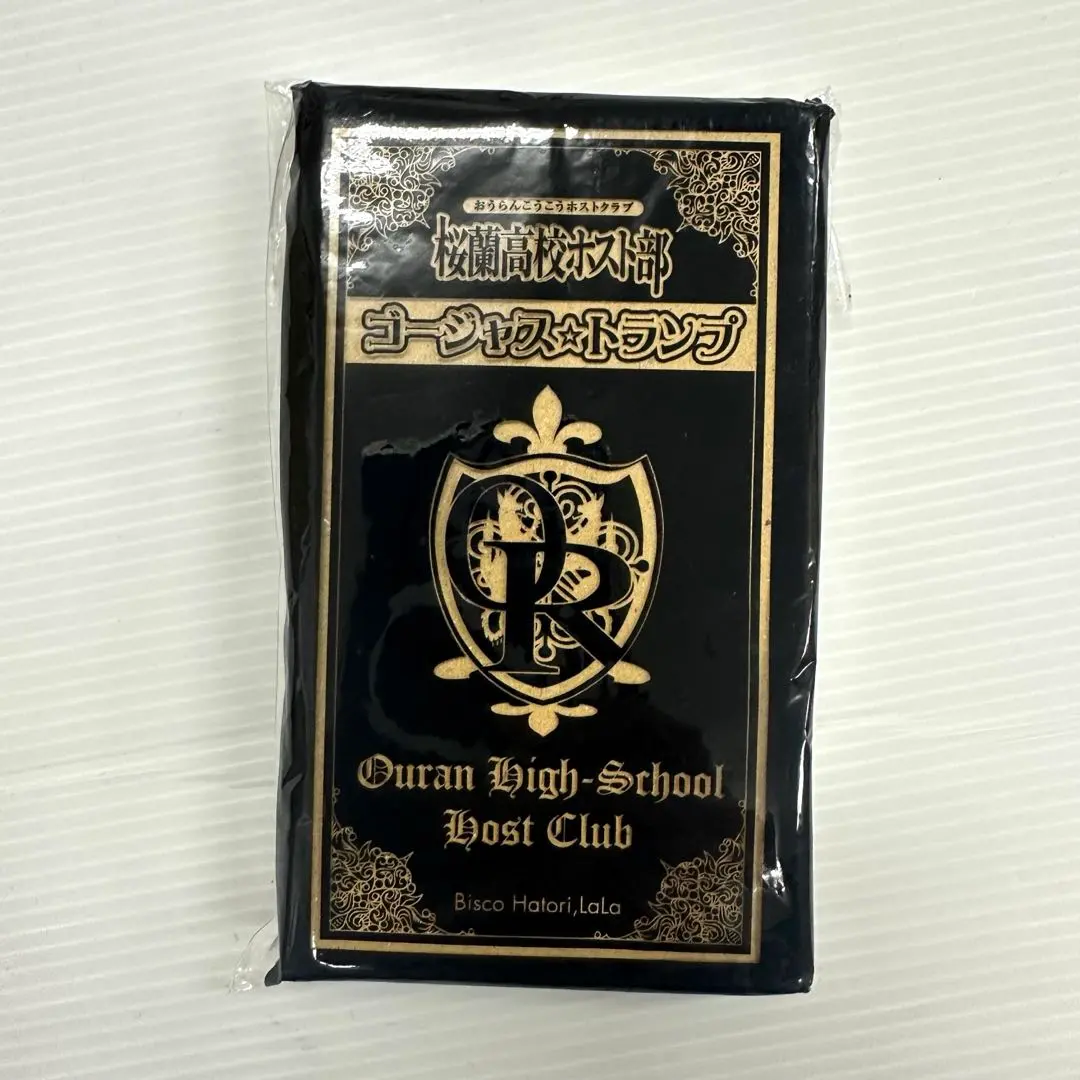 おうらんこうこうホストクラブ
桜蘭高校ホスト部
ゴージャス☆トランプ
OR
Ouran High-School
Host Club
Bisco Hatori,LaLa